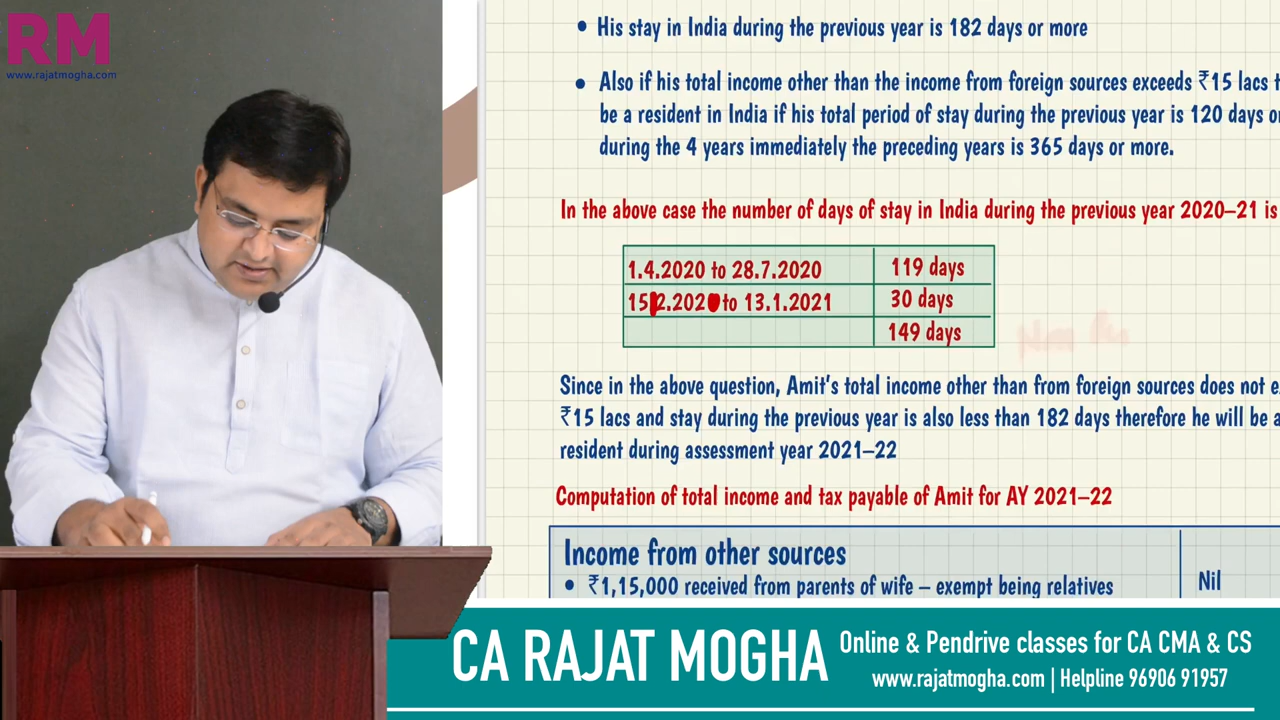 RM
www.rajatmogha.com
• His stay in India during the previous year is 182 days or more
• Also if his total income other than the income from foreign sources exceeds ₹15 lacs
be a resident in India if his total period of stay during the previous year is 120 days
during the 4 years immediately the preceding years is 365 days or more.
In the above case the number of days of stay in India during the previous year 2020–21 is
1.4.2020 to 28.7.2020 119 days
to 13.1.2021 30 days
149 days
Since in the above question, Amit's total income other than from foreign sources does not
₹15 lacs and stay during the previous year is also less than 182 days therefore he will be a
resident during assessment year 2021–22
Computation of total income and tax payable of Amit for AY 2021–22
Income from other sources
• ₹1,15,000 received from parents of wife – exempt being relatives Nil
CA RAJAT MOGHA
Online & Pendrive classes for CA CMA & CS
www.rajatmogha.com | Helpline 96906 91957